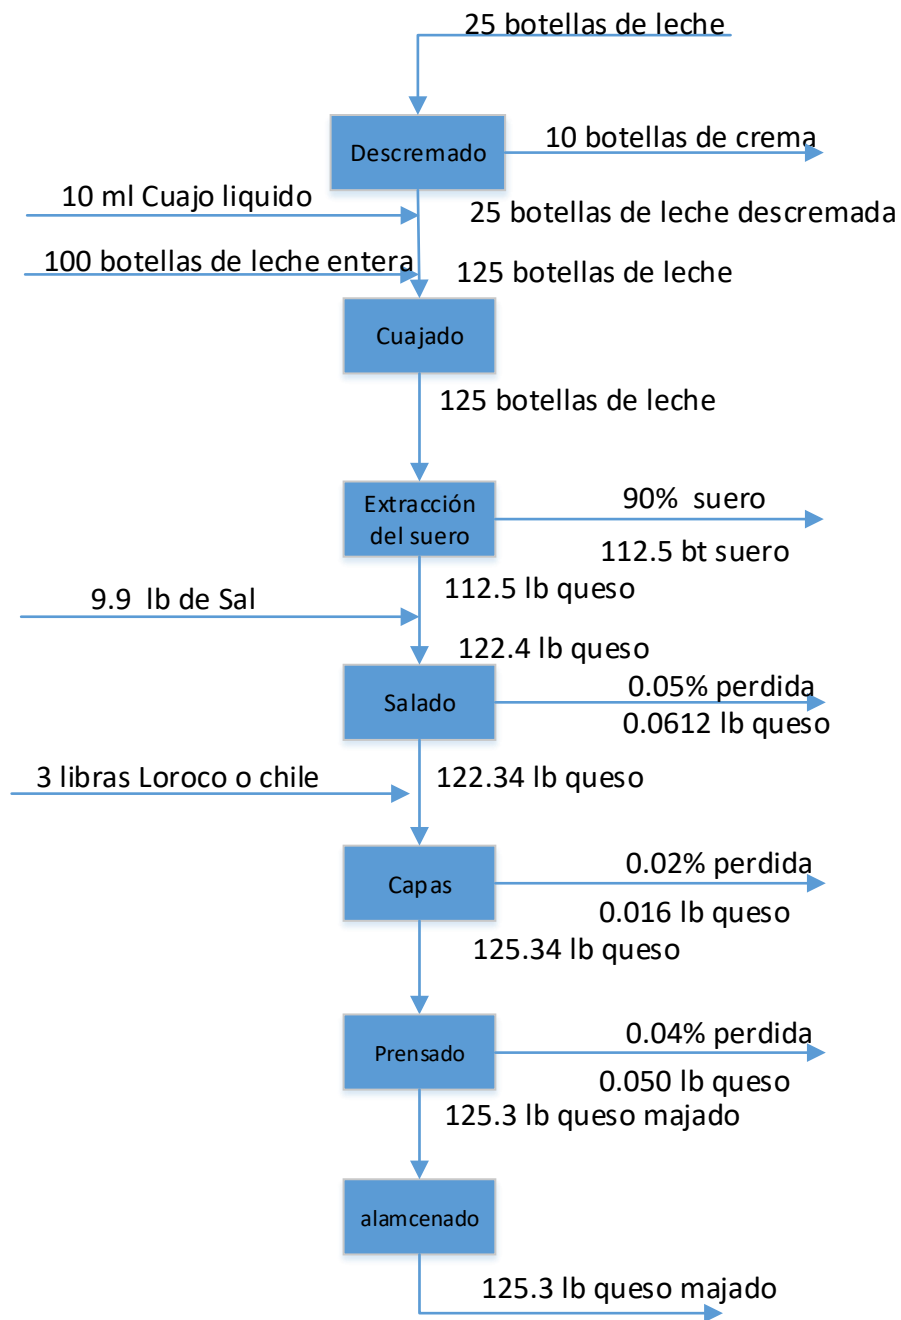 25 botellas de leche
Descremado
10 botellas de crema
10 ml Cuajo liquido
25 botellas de leche descremada
100 botellas de leche entera
125 botellas de leche
Cuajado
125 botellas de leche
Extracción
del suero
90% suero
112.5 bt suero
112.5 lb queso
9.9 lb de Sal
122.4 lb queso
Salado
0.05% perdida
0.0612 lb queso
3 libras Loroco o chile
122.34 lb queso
Capas
0.02% perdida
0.016 lb queso
125.34 lb queso
Prensado
0.04% perdida
0.050 lb queso
125.3 lb queso majado
alamcenado
125.3 lb queso majado